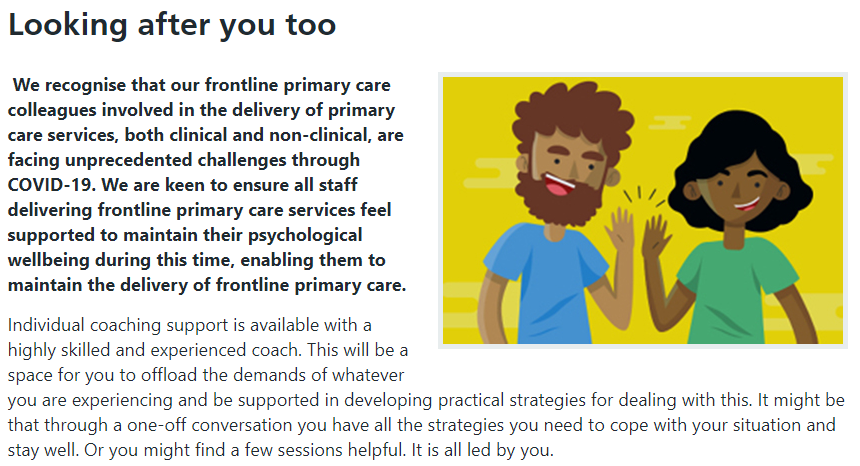 Looking after you too
We recognise that our frontline primary care
colleagues involved in the delivery of primary
care services, both clinical and non-clinical, are
facing unprecedented challenges through
COVID-19. We are keen to ensure all staff
delivering frontline primary care services feel
supported to maintain their psychological
wellbeing during this time, enabling them to
maintain the delivery of frontline primary care.
Individual coaching support is available with a
highly skilled and experienced coach. This will be a
space for you to offload the demands of whatever
you are experiencing and be supported in developing practical strategies for dealing with this. It might be
that through a one-off conversation you have all the strategies you need to cope with your situation and
stay well. Or you might find a few sessions helpful. It is all led by you.